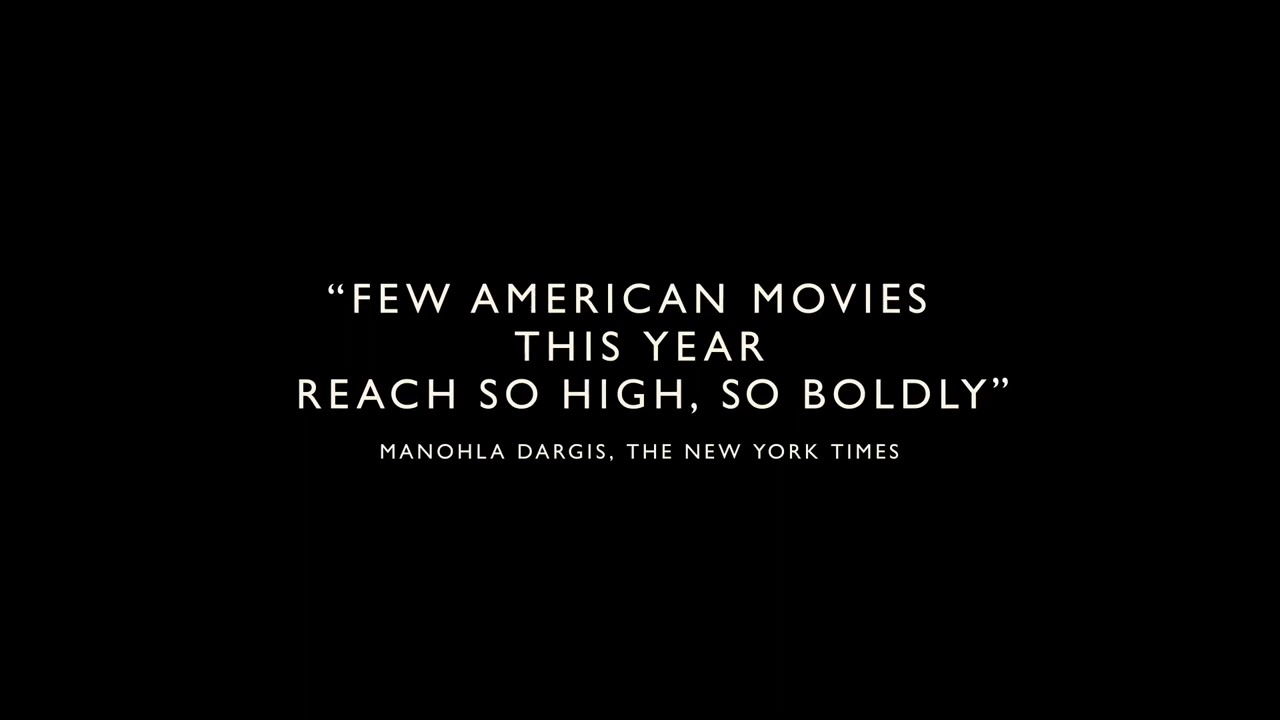 “FEW AMERICAN MOVIES
THIS YEAR
REACH SO HIGH, SO BOLDLY”
MANOHLA DARGIS, THE NEW YORK TIMES